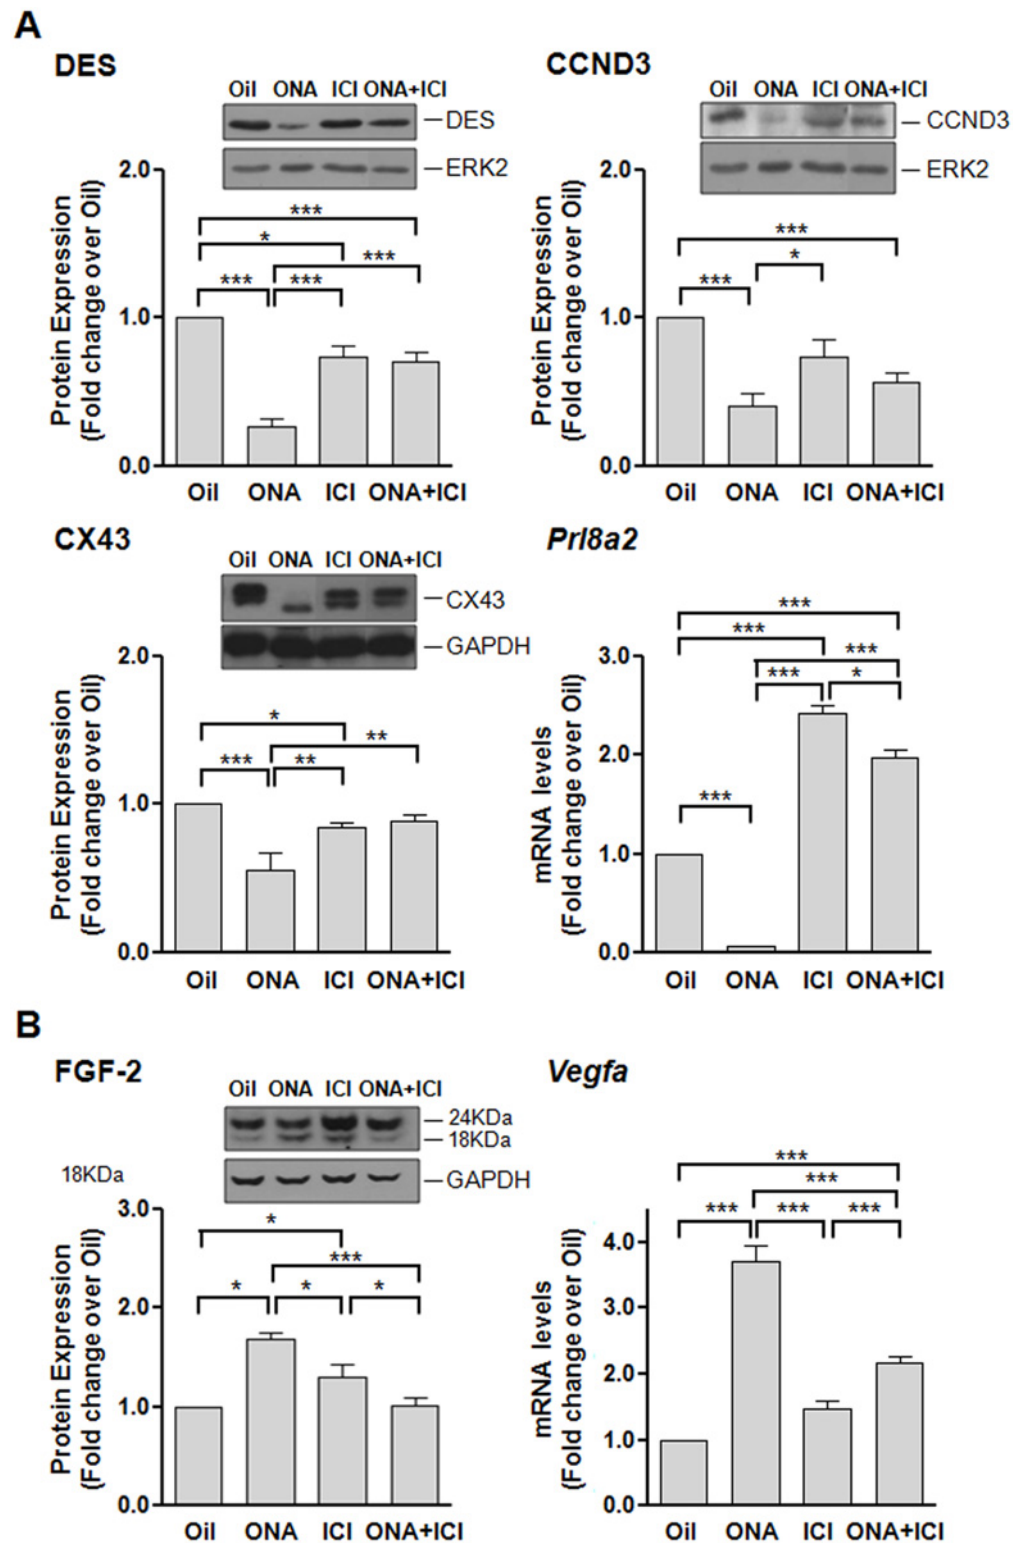 A
DES
Oil ONA ICI ONA+ICI
DES
ERK2
Protein Expression
(Fold change over Oil)
2.0
1.0
0.0
***
*
***
***
***
Oil ONA ICI ONA+ICI
CCND3
Oil ONA ICI ONA+ICI
CCND3
ERK2
Protein Expression
(Fold change over Oil)
2.0
1.0
0.0
***
*
***
Oil ONA ICI ONA+ICI
CX43
Oil ONA ICI ONA+ICI
CX43
GAPDH
Protein Expression
(Fold change over Oil)
2.0
1.0
0.0
*
**
***
**
Oil ONA ICI ONA+ICI
Prl8a2
mRNA levels
(Fold change over Oil)
3.0
2.0
1.0
0.0
***
***
***
***
*
***
Oil ONA ICI ONA+ICI
B
FGF-2
Oil ONA ICI ONA+ICI
24KDa
18KDa
18KDa
GAPDH
Protein Expression
(Fold change over Oil)
3.0
2.0
1.0
0.0
*
***
*
*
*
Oil ONA ICI ONA+ICI
Vegfa
mRNA levels
(Fold change over Oil)
4.0
3.0
2.0
1.0
0.0
***
***
***
***
***
Oil ONA ICI ONA+ICI